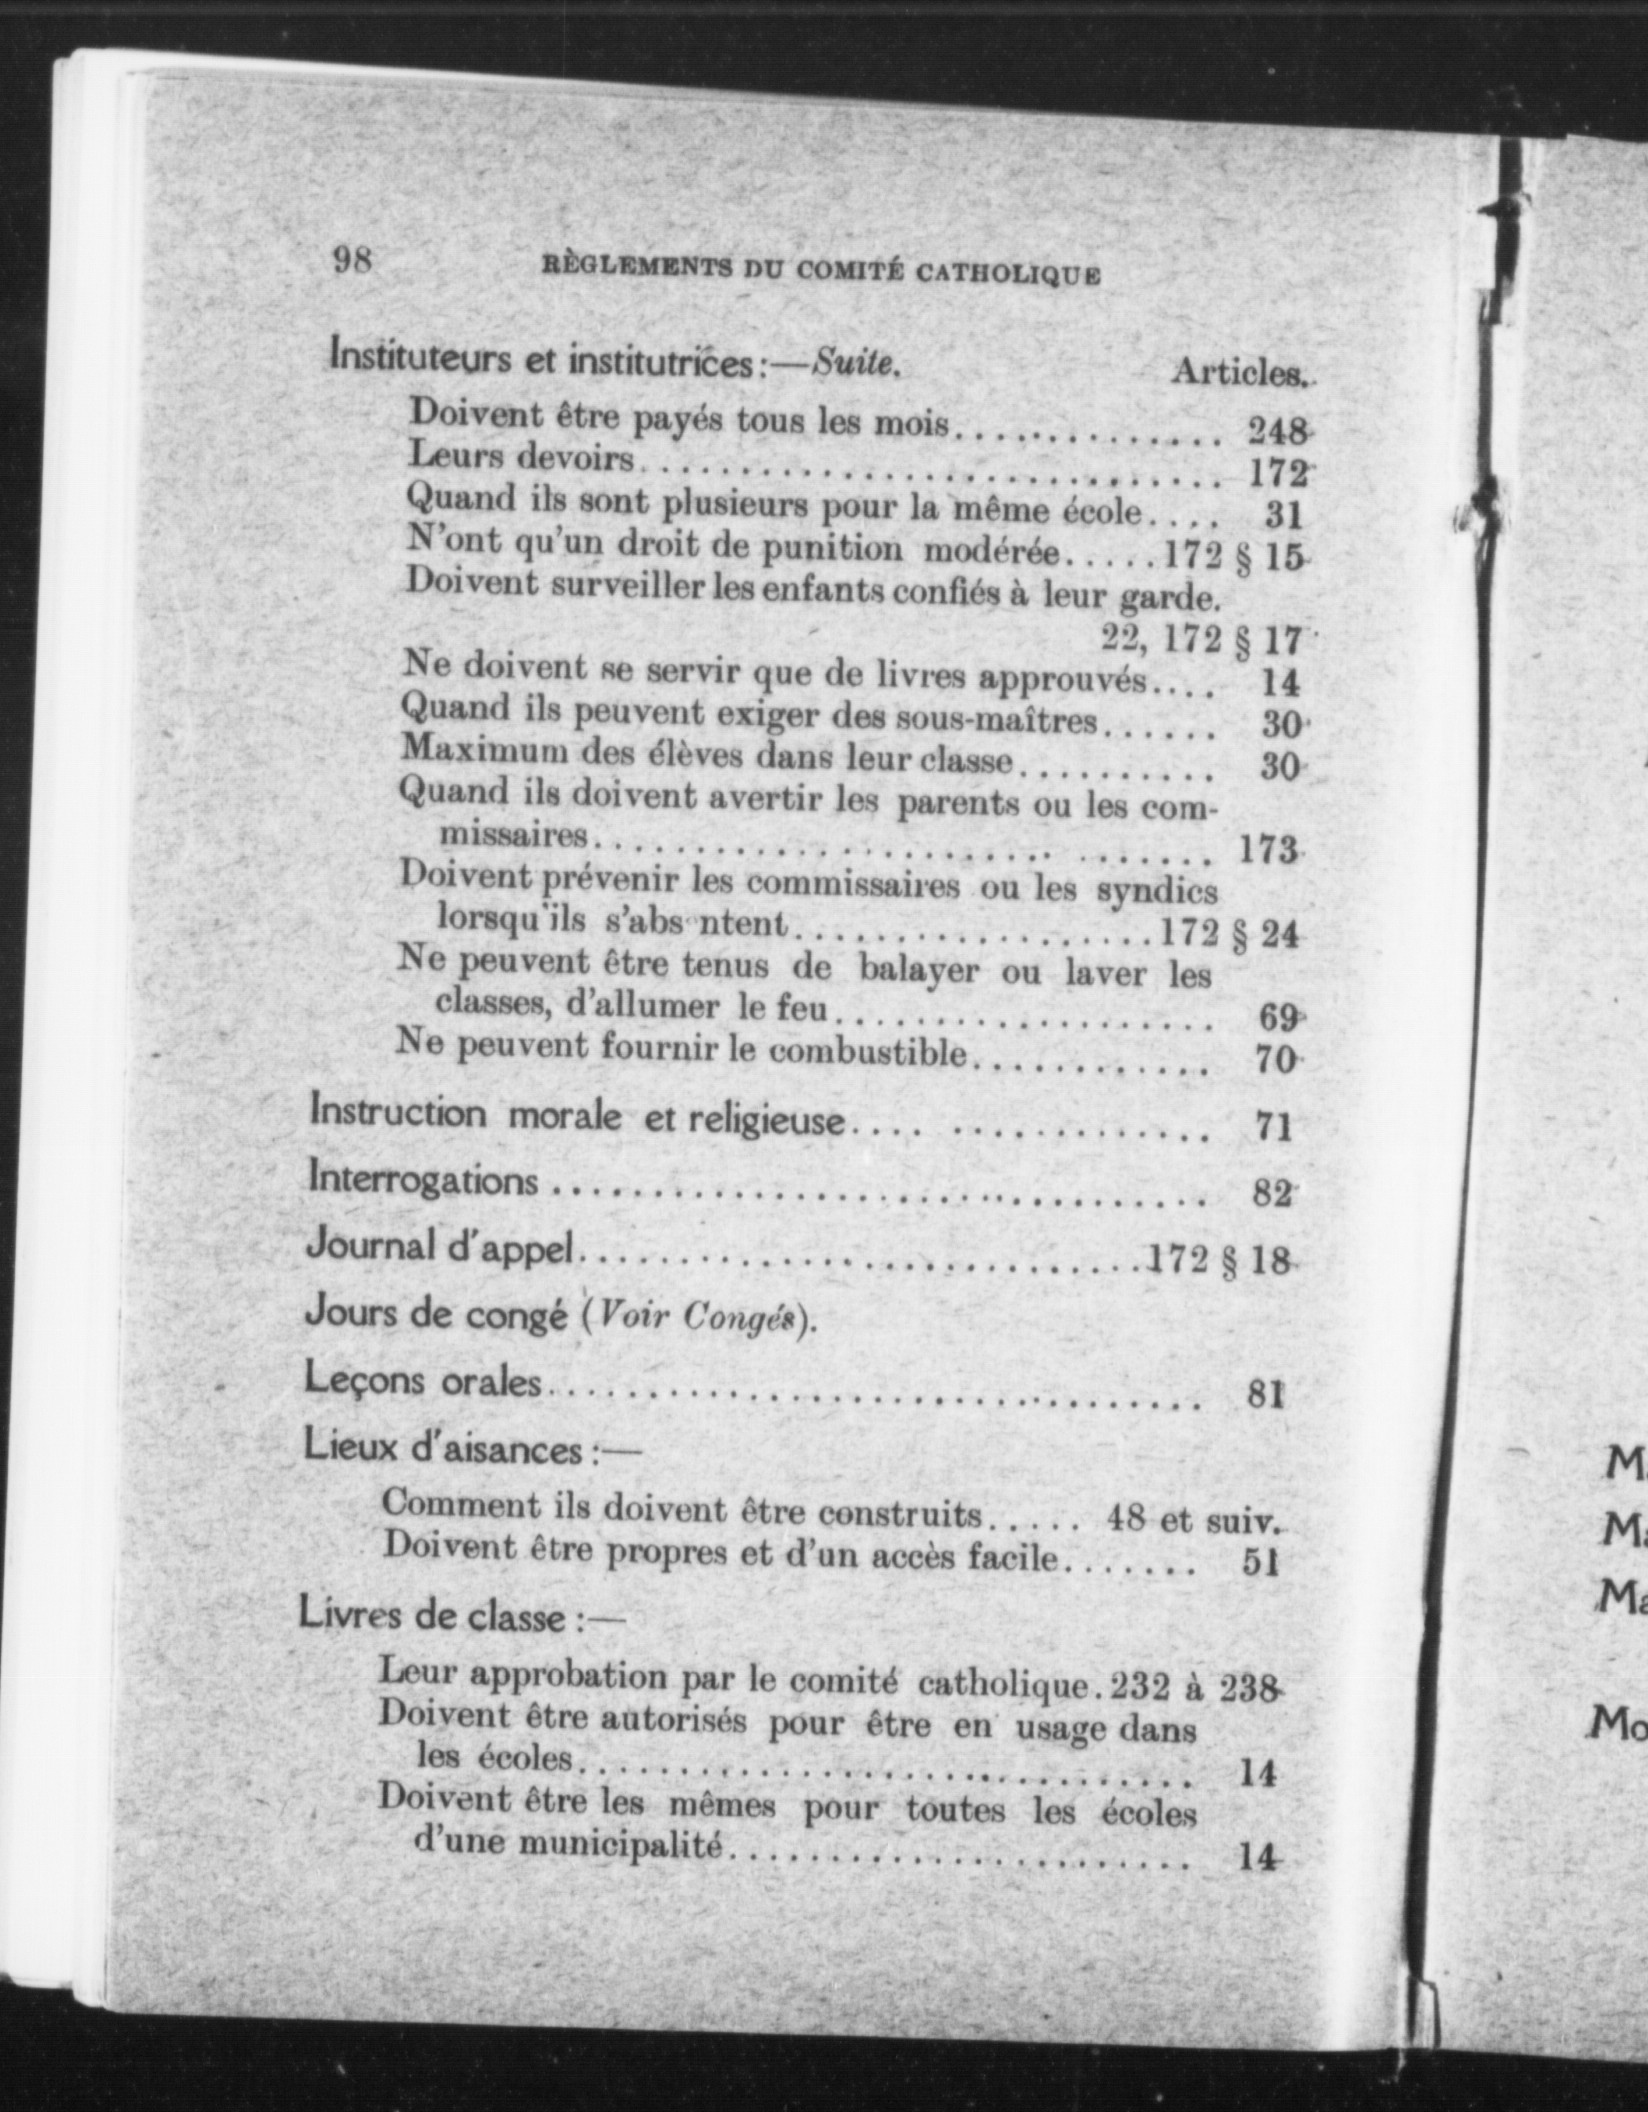 98 RÈGLEMENTS DU COMITÉ CATHOLIQUE
Instituteurs et institutrices:—Suite. Articles.
Doivent être payés tous les mois.............. 248
Leurs devoirs............................. 172
Quand ils sont plusieurs pour la même école.... 31
N'ont qu'un droit de punition modérée.....172 § 15
Doivent surveiller les enfants confiés à leur garde.
22, 172 § 17
Ne doivent se servir que de livres approuvés.... 14
Quand ils peuvent exiger des sous-maîtres...... 30
Maximum des élèves dans leur classe.......... 30
Quand ils doivent avertir les parents ou les com-
missaires.............................. 173
Doivent prévenir les commissaires ou les syndics
lorsqu'ils s'abs ntent..................172 § 24
Ne peuvent être tenus de balayer ou laver les
classes, d'allumer le feu................... 69
Ne peuvent fournir le combustible............ 70
Instruction morale et religieuse.... ............. 71
Interrogations ................................. 82
Journal d'appel............................172 § 18
Jours de congé (Voir Congés).
Leçons orales................................. 81
Lieux d'aisances :—
Comment ils doivent être construits..... 48 et suiv.
Doivent être propres et d'un accès facile....... 51
Livres de classe :—
Leur approbation par le comité catholique.232 à 238
Doivent être autorisés pour être en usage dans
les écoles............................... 14
Doivent être les mêmes pour toutes les écoles
d'une municipalité....................... 14